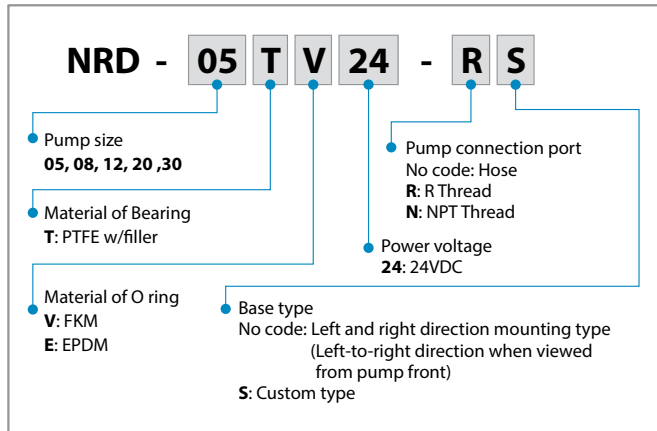 NRD - 05 T V 24 - R S
Pump size
05, 08, 12, 20 ,30
Material of Bearing
T: PTFE w/filler
Material of O ring
V: FKM
E: EPDM
Pump connection port
No code: Hose
R: R Thread
N: NPT Thread
Power voltage
24: 24VDC
Base type
No code: Left and right direction mounting type
(Left-to-right direction when viewed
from pump front)
S: Custom type